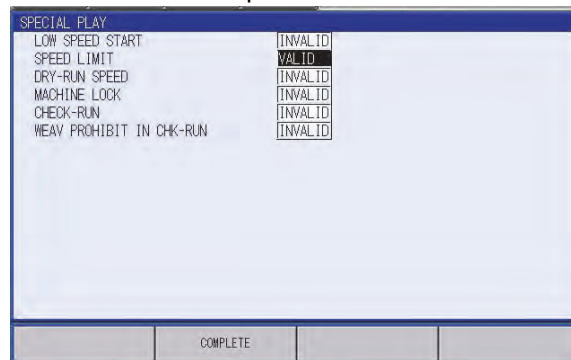 SPECIAL PLAY
LOW SPEED START INVALID
SPEED LIMIT VALID
DRY-RUN SPEED INVALID
MACHINE LOCK INVALID
CHECK-RUN INVALID
WEAV PROHIBIT IN CHK-RUN INVALID
COMPLETE